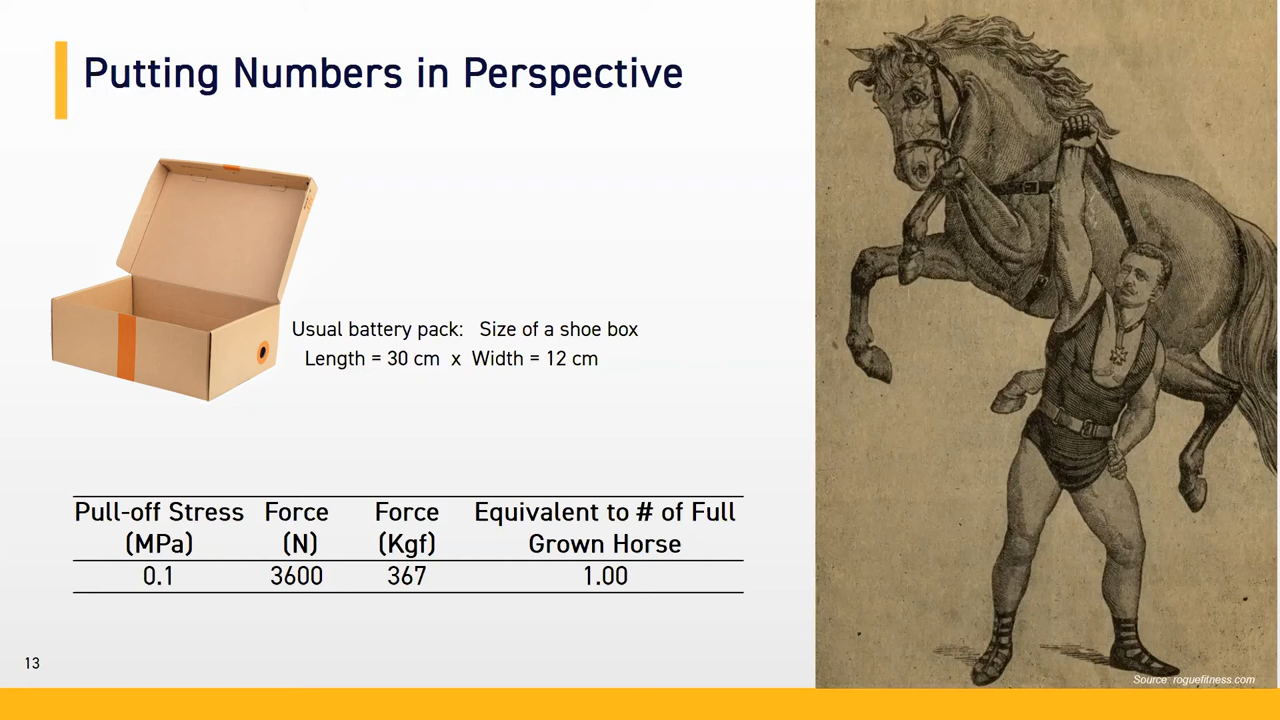 Putting Numbers in Perspective
Usual battery pack: Size of a shoe box
Length = 30 cm x Width = 12 cm
Pull-off Stress (MPa) Force (N) Force (Kgf) Equivalent to # of Full Grown Horse
0.1 3600 367 1.00
13
Source: roguefitness.com